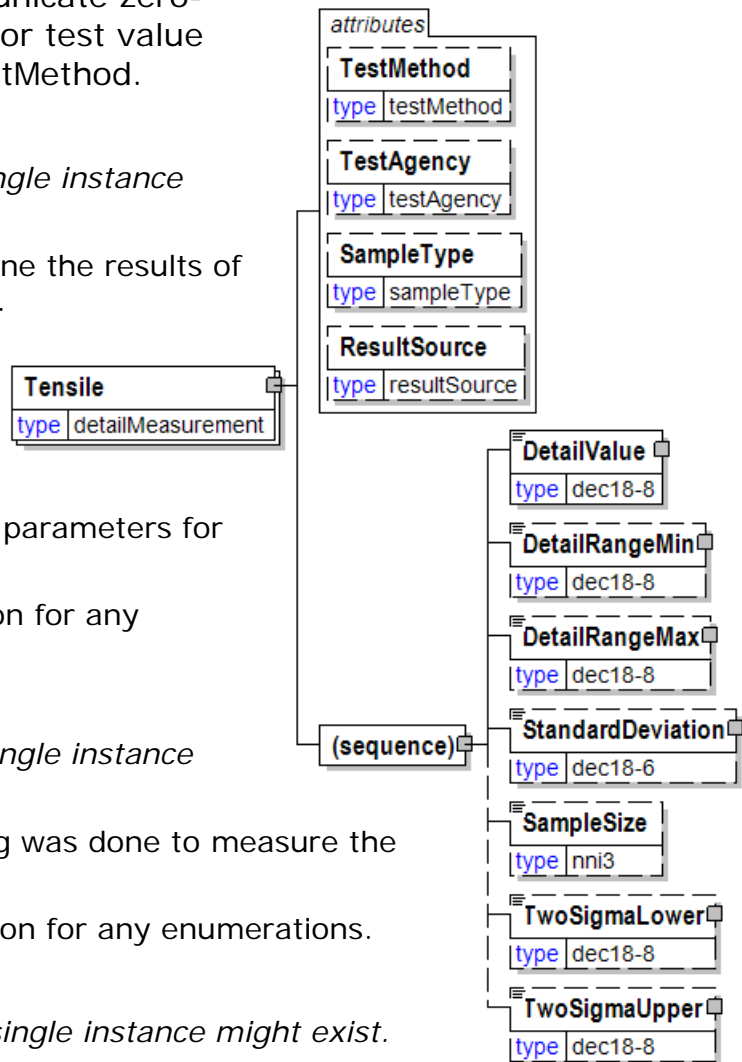 unicate zero-
or test value
tMethod.
ngle instance
ne the results of
.
parameters for
on for any
ngle instance
g was done to measure the
on for any enumerations.
single instance might exist.
attributes
TestMethod
type testMethod
TestAgency
type testAgency
SampleType
type sampleType
ResultSource
type resultSource
Tensile
type detailMeasurement
(sequence)
DetailValue
type dec18-8
DetailRangeMin
type dec18-8
DetailRangeMax
type dec18-8
StandardDeviation
type dec18-6
SampleSize
type nni3
TwoSigmaLower
type dec18-8
TwoSigmaUpper
type dec18-8